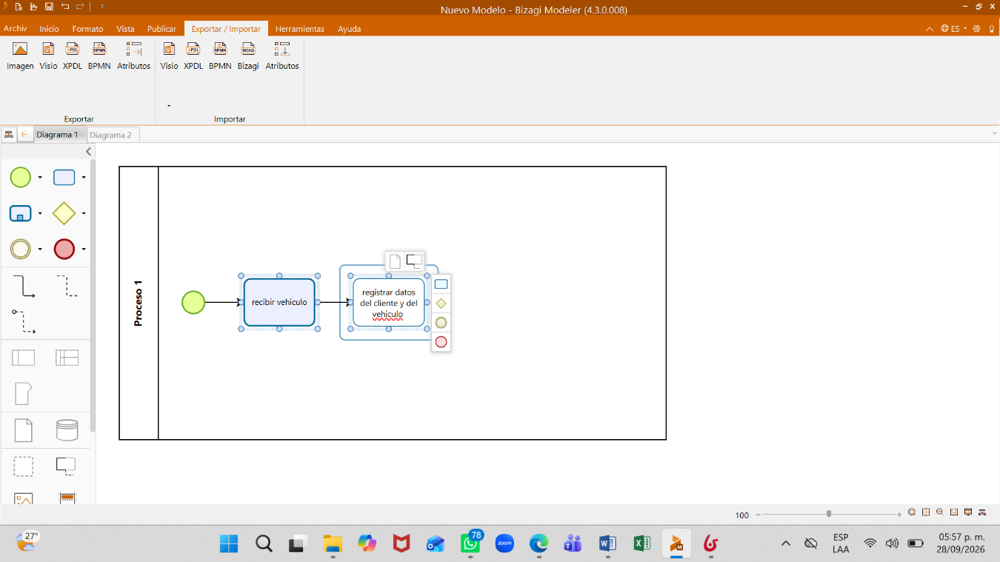 Nuevo Modelo - Bizagi Modeler (4.3.0.008)
Archiv Inicio Formato Vista Publicar Exportar / Importar Herramientas Ayuda ES
Imagen Visio XPDL BPMN Atributos Visio XPDL BPMN Bizagi Atributos
Exportar Importar
Diagrama 1 Diagrama 2
Proceso 1
recibir vehiculo
registrar datos
del cliente y del
vehiculo
100
27°
78
zoom
ESP
LAA
05:57 p. m.
28/09/2026